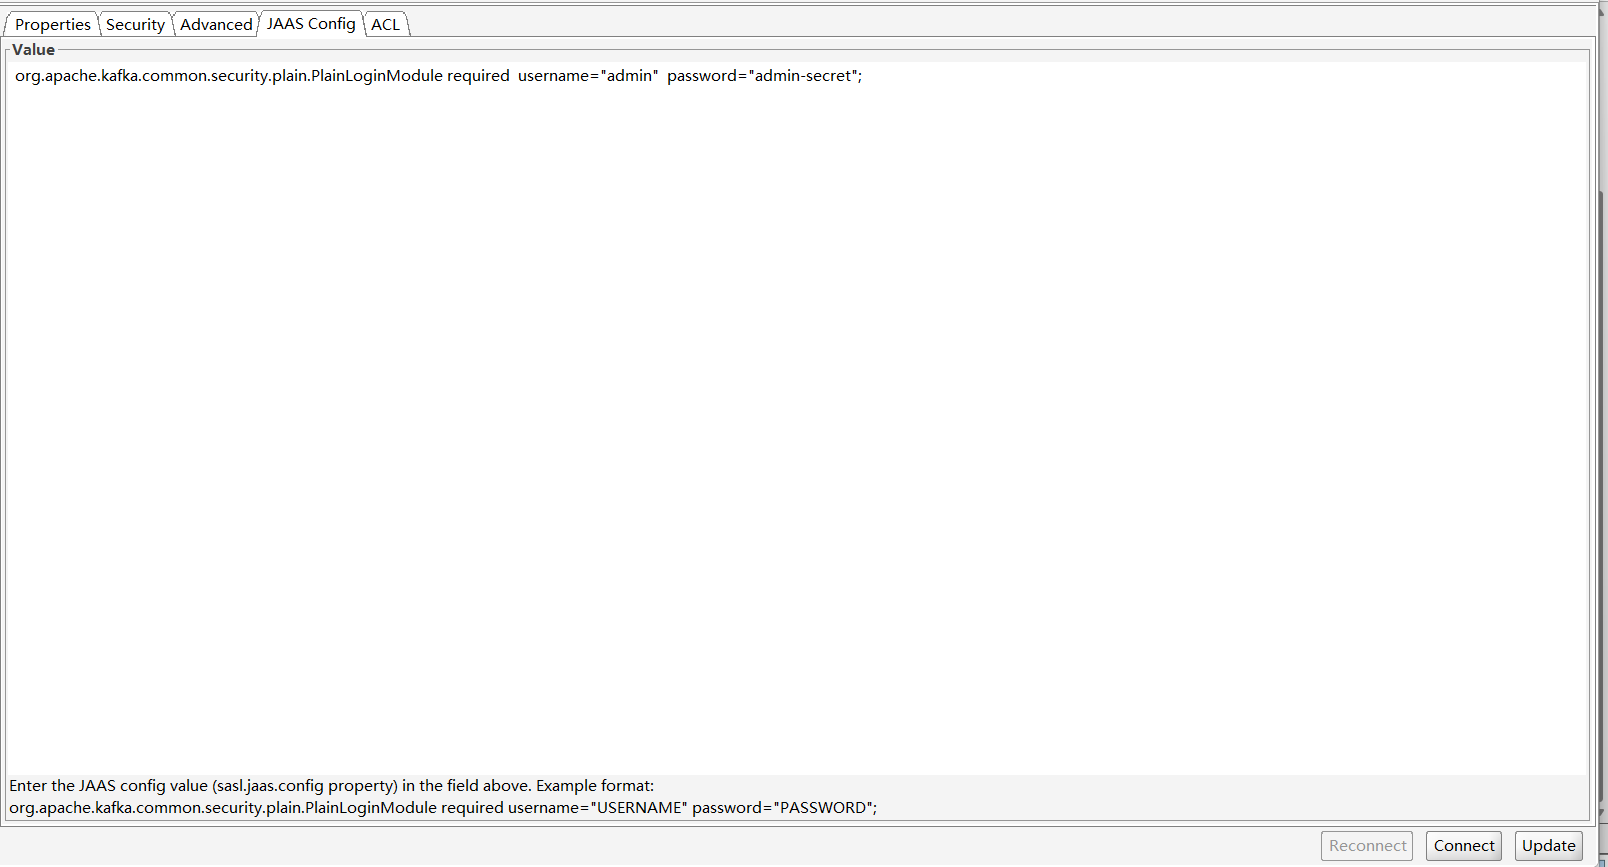 Properties Security Advanced JAAS Config ACL
Value
org.apache.kafka.common.security.plain.PlainLoginModule required  username="admin"  password="admin-secret";
Enter the JAAS config value (sasl.jaas.config property) in the field above. Example format:
org.apache.kafka.common.security.plain.PlainLoginModule required username="USERNAME" password="PASSWORD";
Reconnect Connect Update